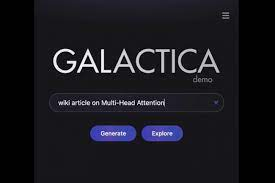 GALACTICA
demo
wiki article on Multi-Head Attention
Generate
Explore